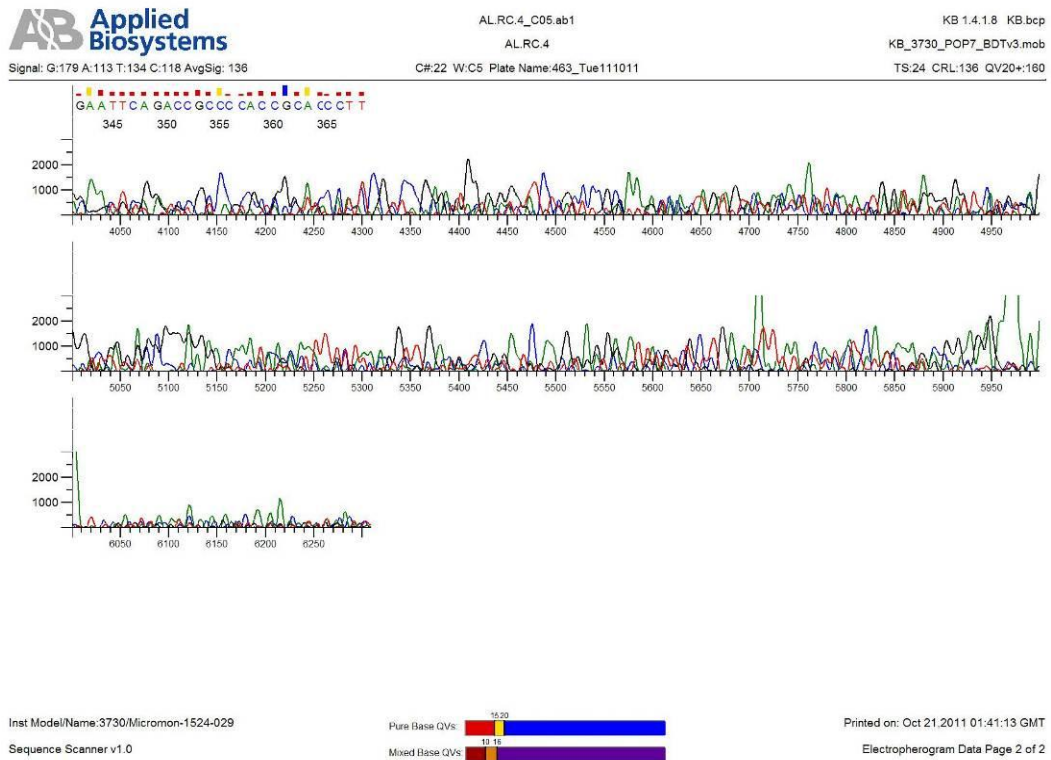 AB Applied Biosystems
AL.RC.4_C05.ab1
KB 1.4.1.8 KB.bcp
AL.RC.4
KB_3730_POP7_BDTv3.mob
Signal: G:179 A:113 T:134 C:118 AvgSig: 136
C#:22 W:C5 Plate Name:463_Tue111011
TS:24 CRL:136 QV20+:160
GAATTCAGACCGCCCCACCGCACCCTT
345 350 355 360 365
2000
1000
4050 4100 4150 4200 4250 4300 4350 4400 4450 4500 4550 4600 4650 4700 4750 4800 4850 4900 4950
2000
1000
5050 5100 5150 5200 5250 5300 5350 5400 5450 5500 5550 5600 5650 5700 5750 5800 5850 5900 5950
2000
1000
6050 6100 6150 6200 6250
Inst Model/Name:3730/Micromon-1524-029
Pure Base QVs: 15 20
Printed on: Oct 21,2011 01:41:13 GMT
Sequence Scanner v1.0
Mixed Base QVs: 10 16
Electropherogram Data Page 2 of 2